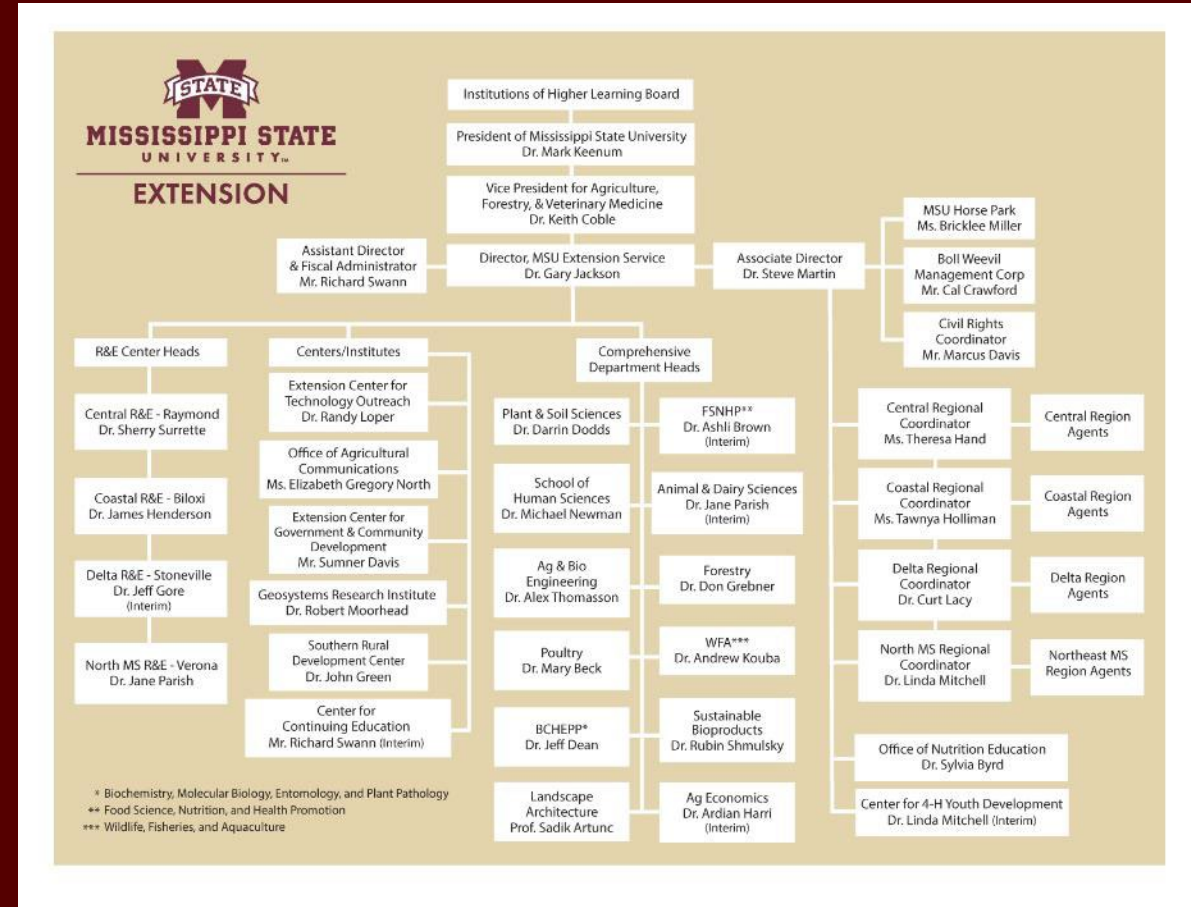 STATE
MISSISSIPPI STATE
UNIVERSITY™
EXTENSION
Institutions of Higher Learning Board
President of Mississippi State University
Dr. Mark Keenum
Vice President for Agriculture,
Forestry, & Veterinary Medicine
Dr. Keith Coble
Assistant Director
& Fiscal Administrator
Mr. Richard Swann
Director, MSU Extension Service
Dr. Gary Jackson
Associate Director
Dr. Steve Martin
MSU Horse Park
Ms. Bricklee Miller
Boll Weevil
Management Corp
Mr. Cal Crawford
Civil Rights
Coordinator
Mr. Marcus Davis
R&E Center Heads
Central R&E - Raymond
Dr. Sherry Surrette
Coastal R&E - Biloxi
Dr. James Henderson
Delta R&E - Stoneville
Dr. Jeff Gore
(Interim)
North MS R&E - Verona
Dr. Jane Parish
Centers/Institutes
Extension Center for
Technology Outreach
Dr. Randy Loper
Office of Agricultural
Communications
Ms. Elizabeth Gregory North
Extension Center for
Government & Community
Development
Mr. Sumner Davis
Geosystems Research Institute
Dr. Robert Moorhead
Southern Rural
Development Center
Dr. John Green
Center for
Continuing Education
Mr. Richard Swann (Interim)
Comprehensive
Department Heads
Plant & Soil Sciences
Dr. Darrin Dodds
FSNHP**
Dr. Ashli Brown
(Interim)
School of
Human Sciences
Dr. Michael Newman
Animal & Dairy Sciences
Dr. Jane Parish
(Interim)
Ag & Bio
Engineering
Dr. Alex Thomasson
Forestry
Dr. Don Grebner
Poultry
Dr. Mary Beck
WFA***
Dr. Andrew Kouba
BCHEPP*
Dr. Jeff Dean
Sustainable
Bioproducts
Dr. Rubin Shmulsky
Landscape
Architecture
Prof. Sadik Artunc
Ag Economics
Dr. Ardian Harri
(Interim)
Central Regional
Coordinator
Ms. Theresa Hand
Central Region
Agents
Coastal Regional
Coordinator
Ms. Tawnya Holliman
Coastal Region
Agents
Delta Regional
Coordinator
Dr. Curt Lacy
Delta Region
Agents
North MS Regional
Coordinator
Dr. Linda Mitchell
Northeast MS
Region Agents
Office of Nutrition Education
Dr. Sylvia Byrd
Center for 4-H Youth Development
Dr. Linda Mitchell (Interim)
* Biochemistry, Molecular Biology, Entomology, and Plant Pathology
** Food Science, Nutrition, and Health Promotion
*** Wildlife, Fisheries, and Aquaculture